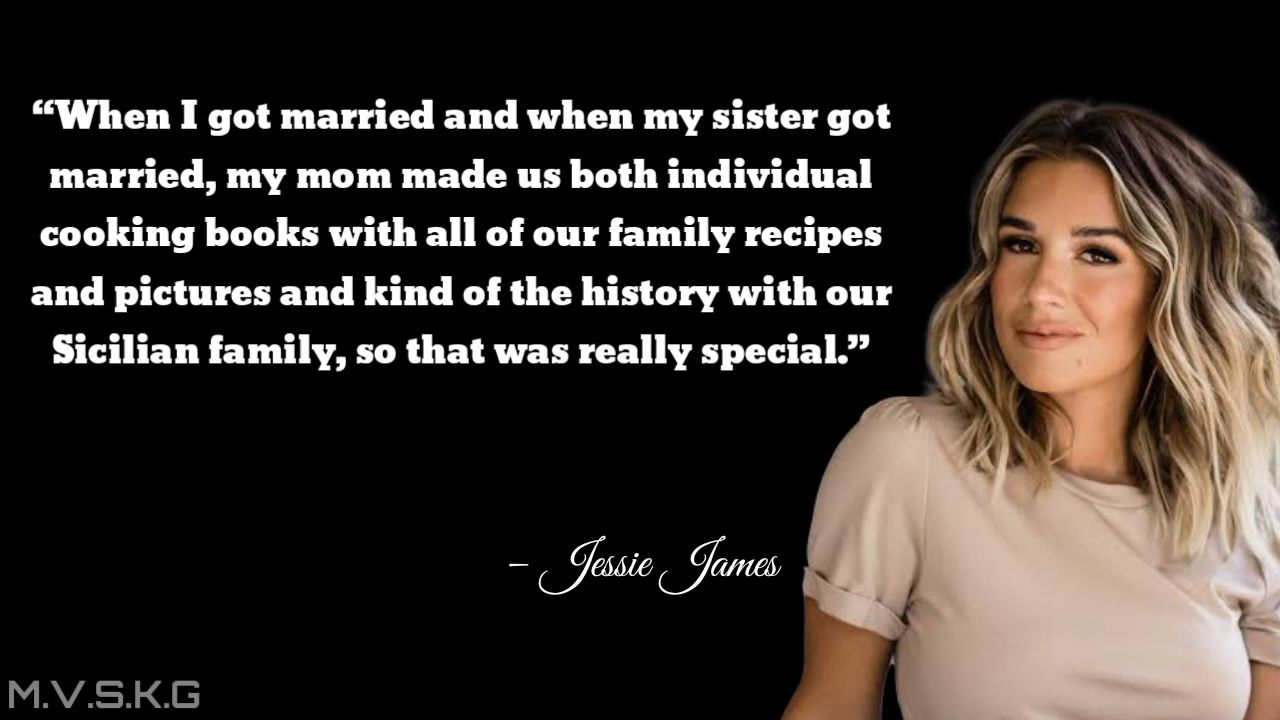 “When I got married and when my sister got
married, my mom made us both individual
cooking books with all of our family recipes
and pictures and kind of the history with our
Sicilian family, so that was really special.”
– Jessie James
M.V.S.K.G